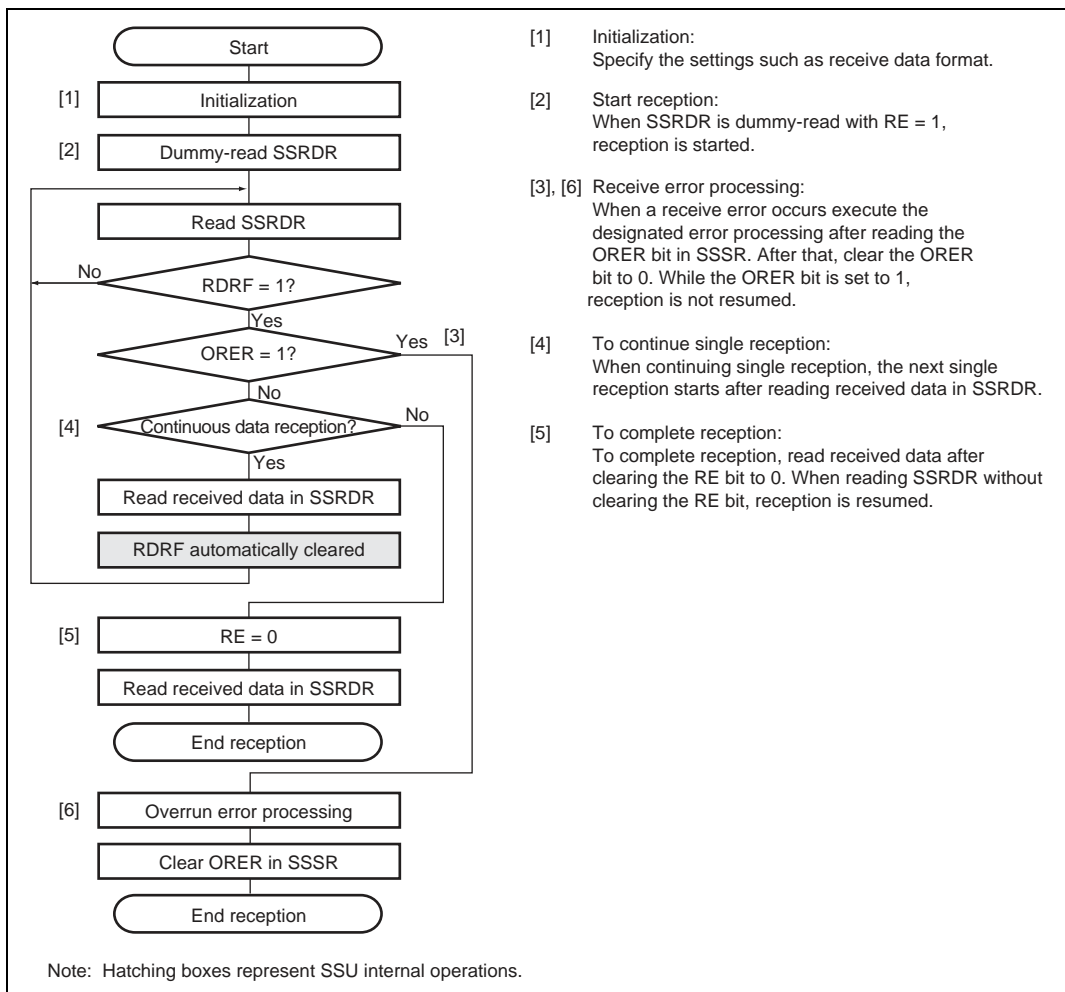 Start
[1] Initialization
[2] Dummy-read SSRDR
Read SSRDR
No
RDRF = 1?
Yes
ORER = 1?
Yes [3]
No
[4] Continuous data reception?
No
Yes
Read received data in SSRDR
RDRF automatically cleared
[5] RE = 0
Read received data in SSRDR
End reception
[6] Overrun error processing
Clear ORER in SSSR
End reception
[1] Initialization:
Specify the settings such as receive data format.
[2] Start reception:
When SSRDR is dummy-read with RE = 1,
reception is started.
[3], [6] Receive error processing:
When a receive error occurs execute the
designated error processing after reading the
ORER bit in SSSR. After that, clear the ORER
bit to 0. While the ORER bit is set to 1,
reception is not resumed.
[4] To continue single reception:
When continuing single reception, the next single
reception starts after reading received data in SSRDR.
[5] To complete reception:
To complete reception, read received data after
clearing the RE bit to 0. When reading SSRDR without
clearing the RE bit, reception is resumed.
Note: Hatching boxes represent SSU internal operations.